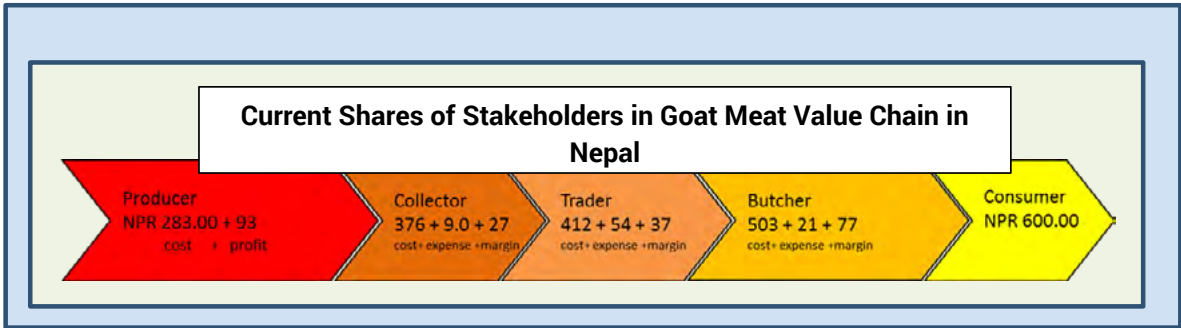 Current Shares of Stakeholders in Goat Meat Value Chain in
Nepal
Producer
NPR 283.00 + 93
cost + profit
Collector
376 + 9.0 + 27
cost+ expense +margin
Trader
412 + 54 + 37
cost+ expense +margin
Butcher
503 + 21 + 77
cost+ expense +margin
Consumer
NPR 600.00